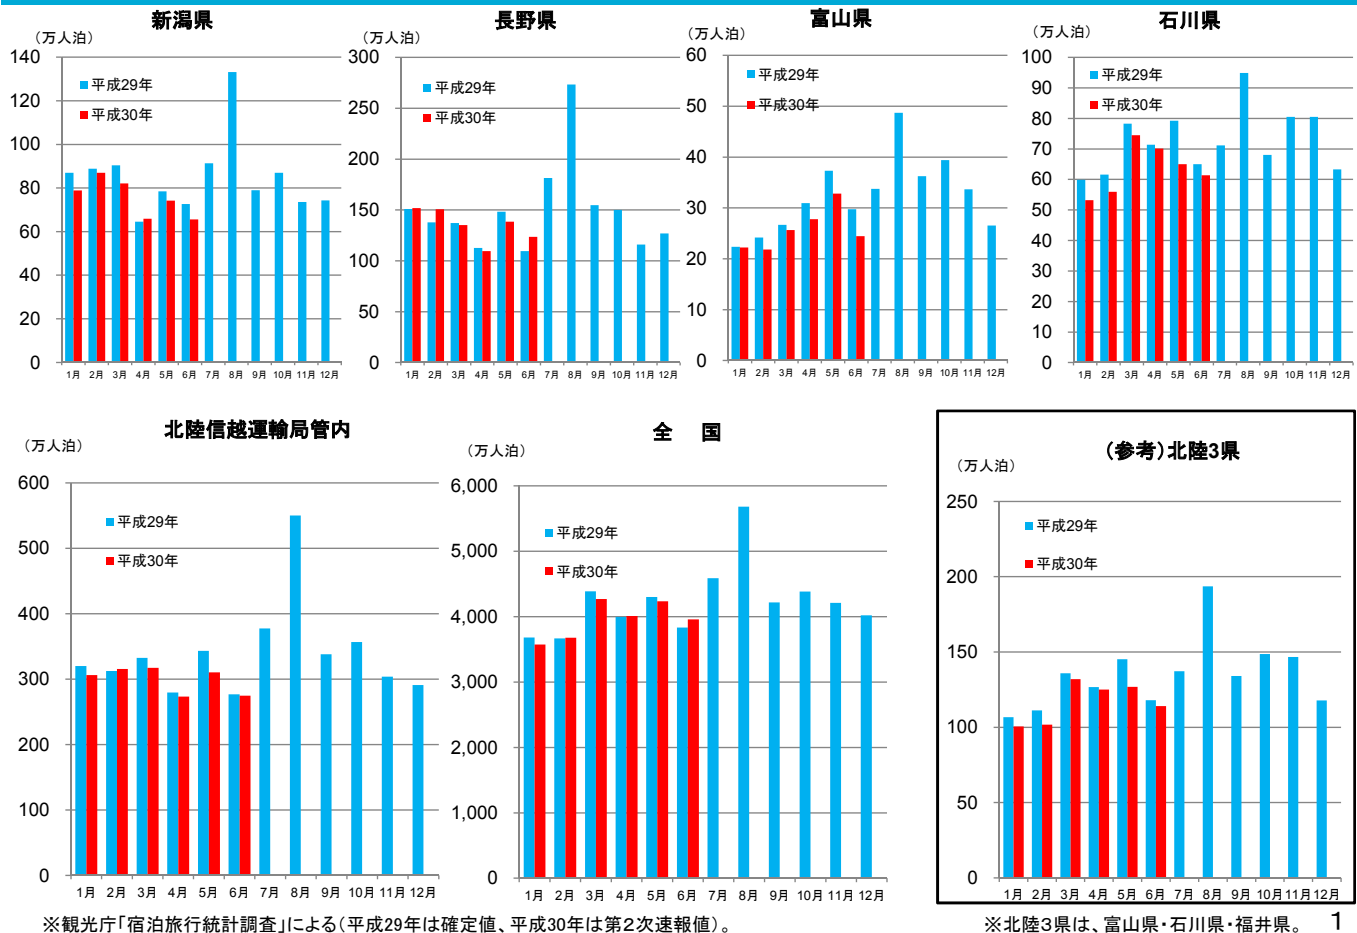 新潟県
（万人泊）
140
120
100
80
60
40
20
0
平成29年
平成30年
1月 2月 3月 4月 5月 6月 7月 8月 9月 10月 11月 12月
長野県
（万人泊）
300
250
200
150
100
50
0
平成29年
平成30年
1月 2月 3月 4月 5月 6月 7月 8月 9月 10月 11月 12月
富山県
（万人泊）
60
50
40
30
20
10
0
平成29年
平成30年
1月 2月 3月 4月 5月 6月 7月 8月 9月 10月 11月 12月
石川県
（万人泊）
100
90
80
70
60
50
40
30
20
10
0
平成29年
平成30年
1月 2月 3月 4月 5月 6月 7月 8月 9月 10月 11月 12月
北陸信越運輸局管内
（万人泊）
600
500
400
300
200
100
0
平成29年
平成30年
1月 2月 3月 4月 5月 6月 7月 8月 9月 10月 11月 12月
全　国
（万人泊）
6,000
5,000
4,000
3,000
2,000
1,000
0
平成29年
平成30年
1月 2月 3月 4月 5月 6月 7月 8月 9月 10月 11月 12月
（参考）北陸3県
（万人泊）
250
200
150
100
50
0
平成29年
平成30年
1月 2月 3月 4月 5月 6月 7月 8月 9月 10月 11月 12月
※観光庁「宿泊旅行統計調査」による（平成29年は確定値、平成30年は第２次速報値）。
※北陸３県は、富山県・石川県・福井県。 1